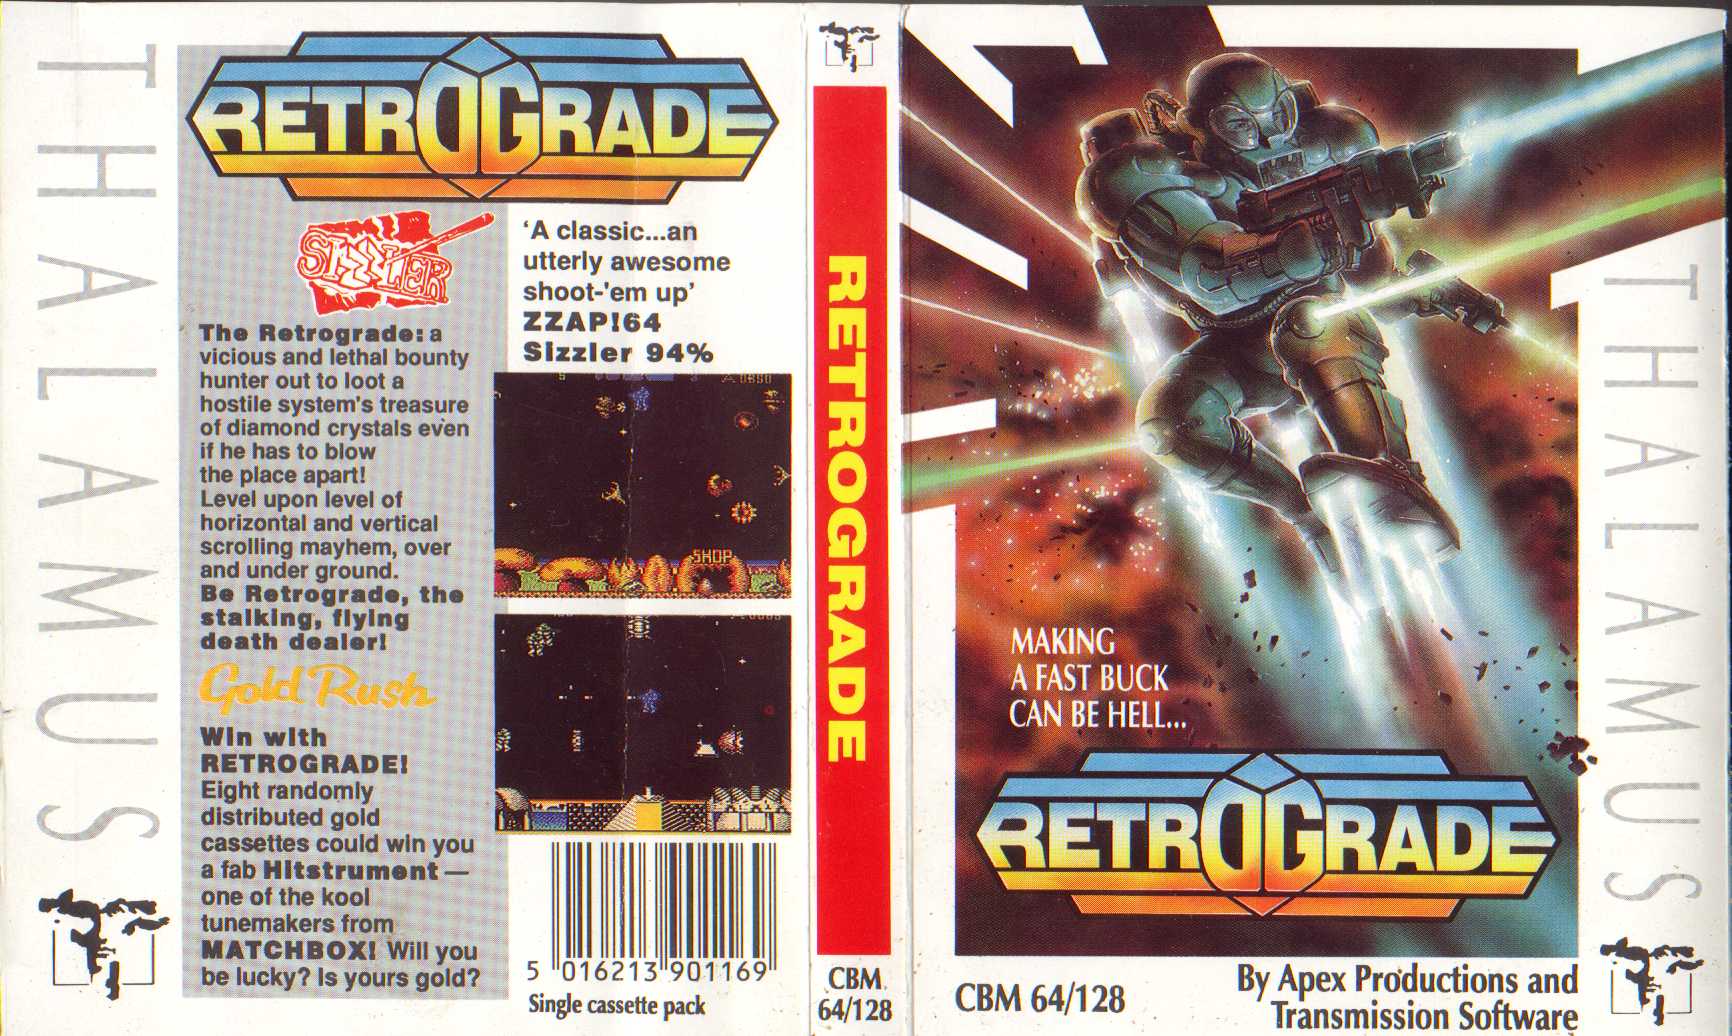 THALAMUS
RETROGRADE
SIZZLER
'A classic...an
utterly awesome
shoot-'em up'
ZZAP!64
Sizzler 94%
The Retrograde: a
vicious and lethal bounty
hunter out to loot a
hostile system's treasure
of diamond crystals even
if he has to blow
the place apart!
Level upon level of
horizontal and vertical
scrolling mayhem, over
and under ground.
Be Retrograde, the
stalking, flying
death dealer!
Gold Rush
Win with
RETROGRADE!
Eight randomly
distributed gold
cassettes could win you
a fab Hitstrument —
one of the kool
tunemakers from
MATCHBOX! Will you
be lucky? Is yours gold?
SHOP
5 016213 901169
Single cassette pack
RETROGRADE
CBM
64/128
MAKING
A FAST BUCK
CAN BE HELL...
RETROGRADE
CBM 64/128
By Apex Productions and
Transmission Software
THALAMUS